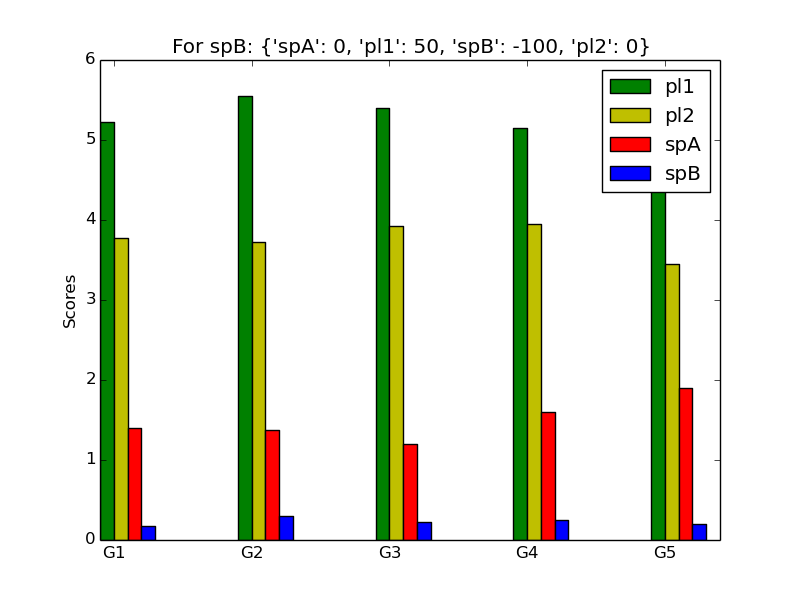 For spB: {'spA': 0, 'pl1': 50, 'spB': -100, 'pl2': 0}
6
5
4
3
2
1
0
Scores
pl1
pl2
spA
spB
G1 G2 G3 G4 G5